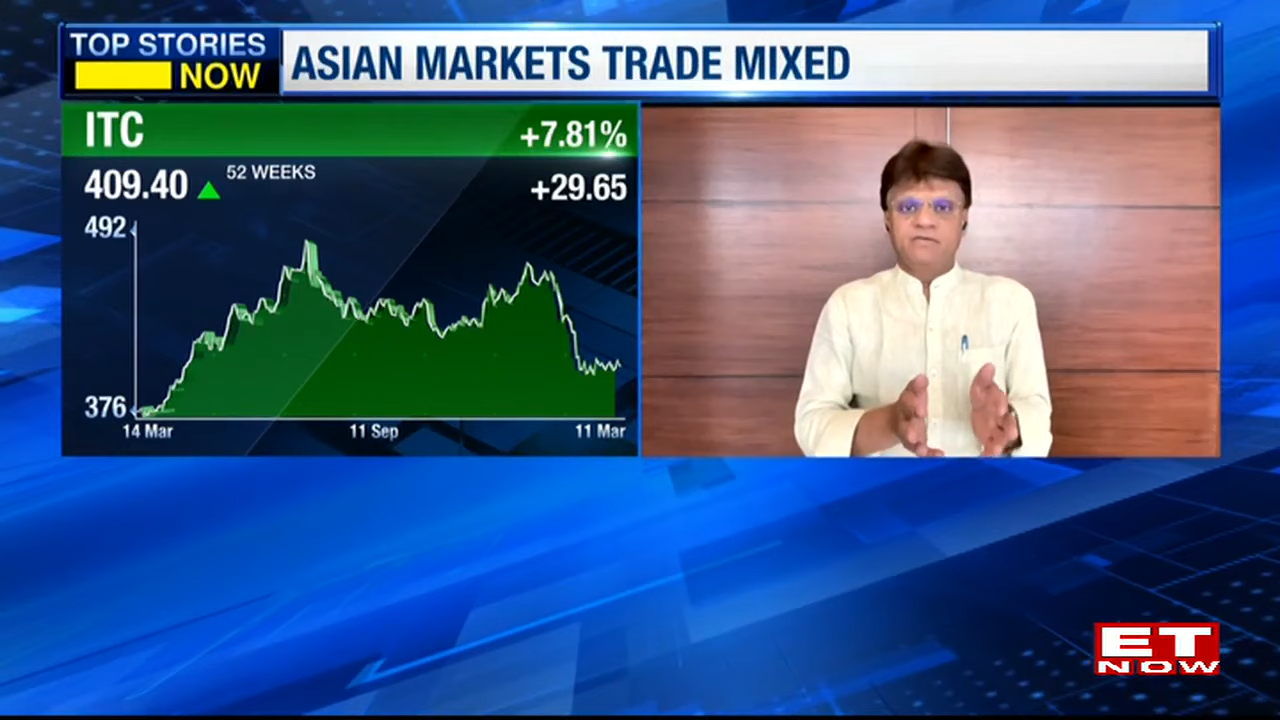 TOP STORIES
NOW
ASIAN MARKETS TRADE MIXED
ITC
+7.81%
409.40
52 WEEKS
+29.65
492
376
14 Mar
11 Sep
11 Mar
ET
NOW